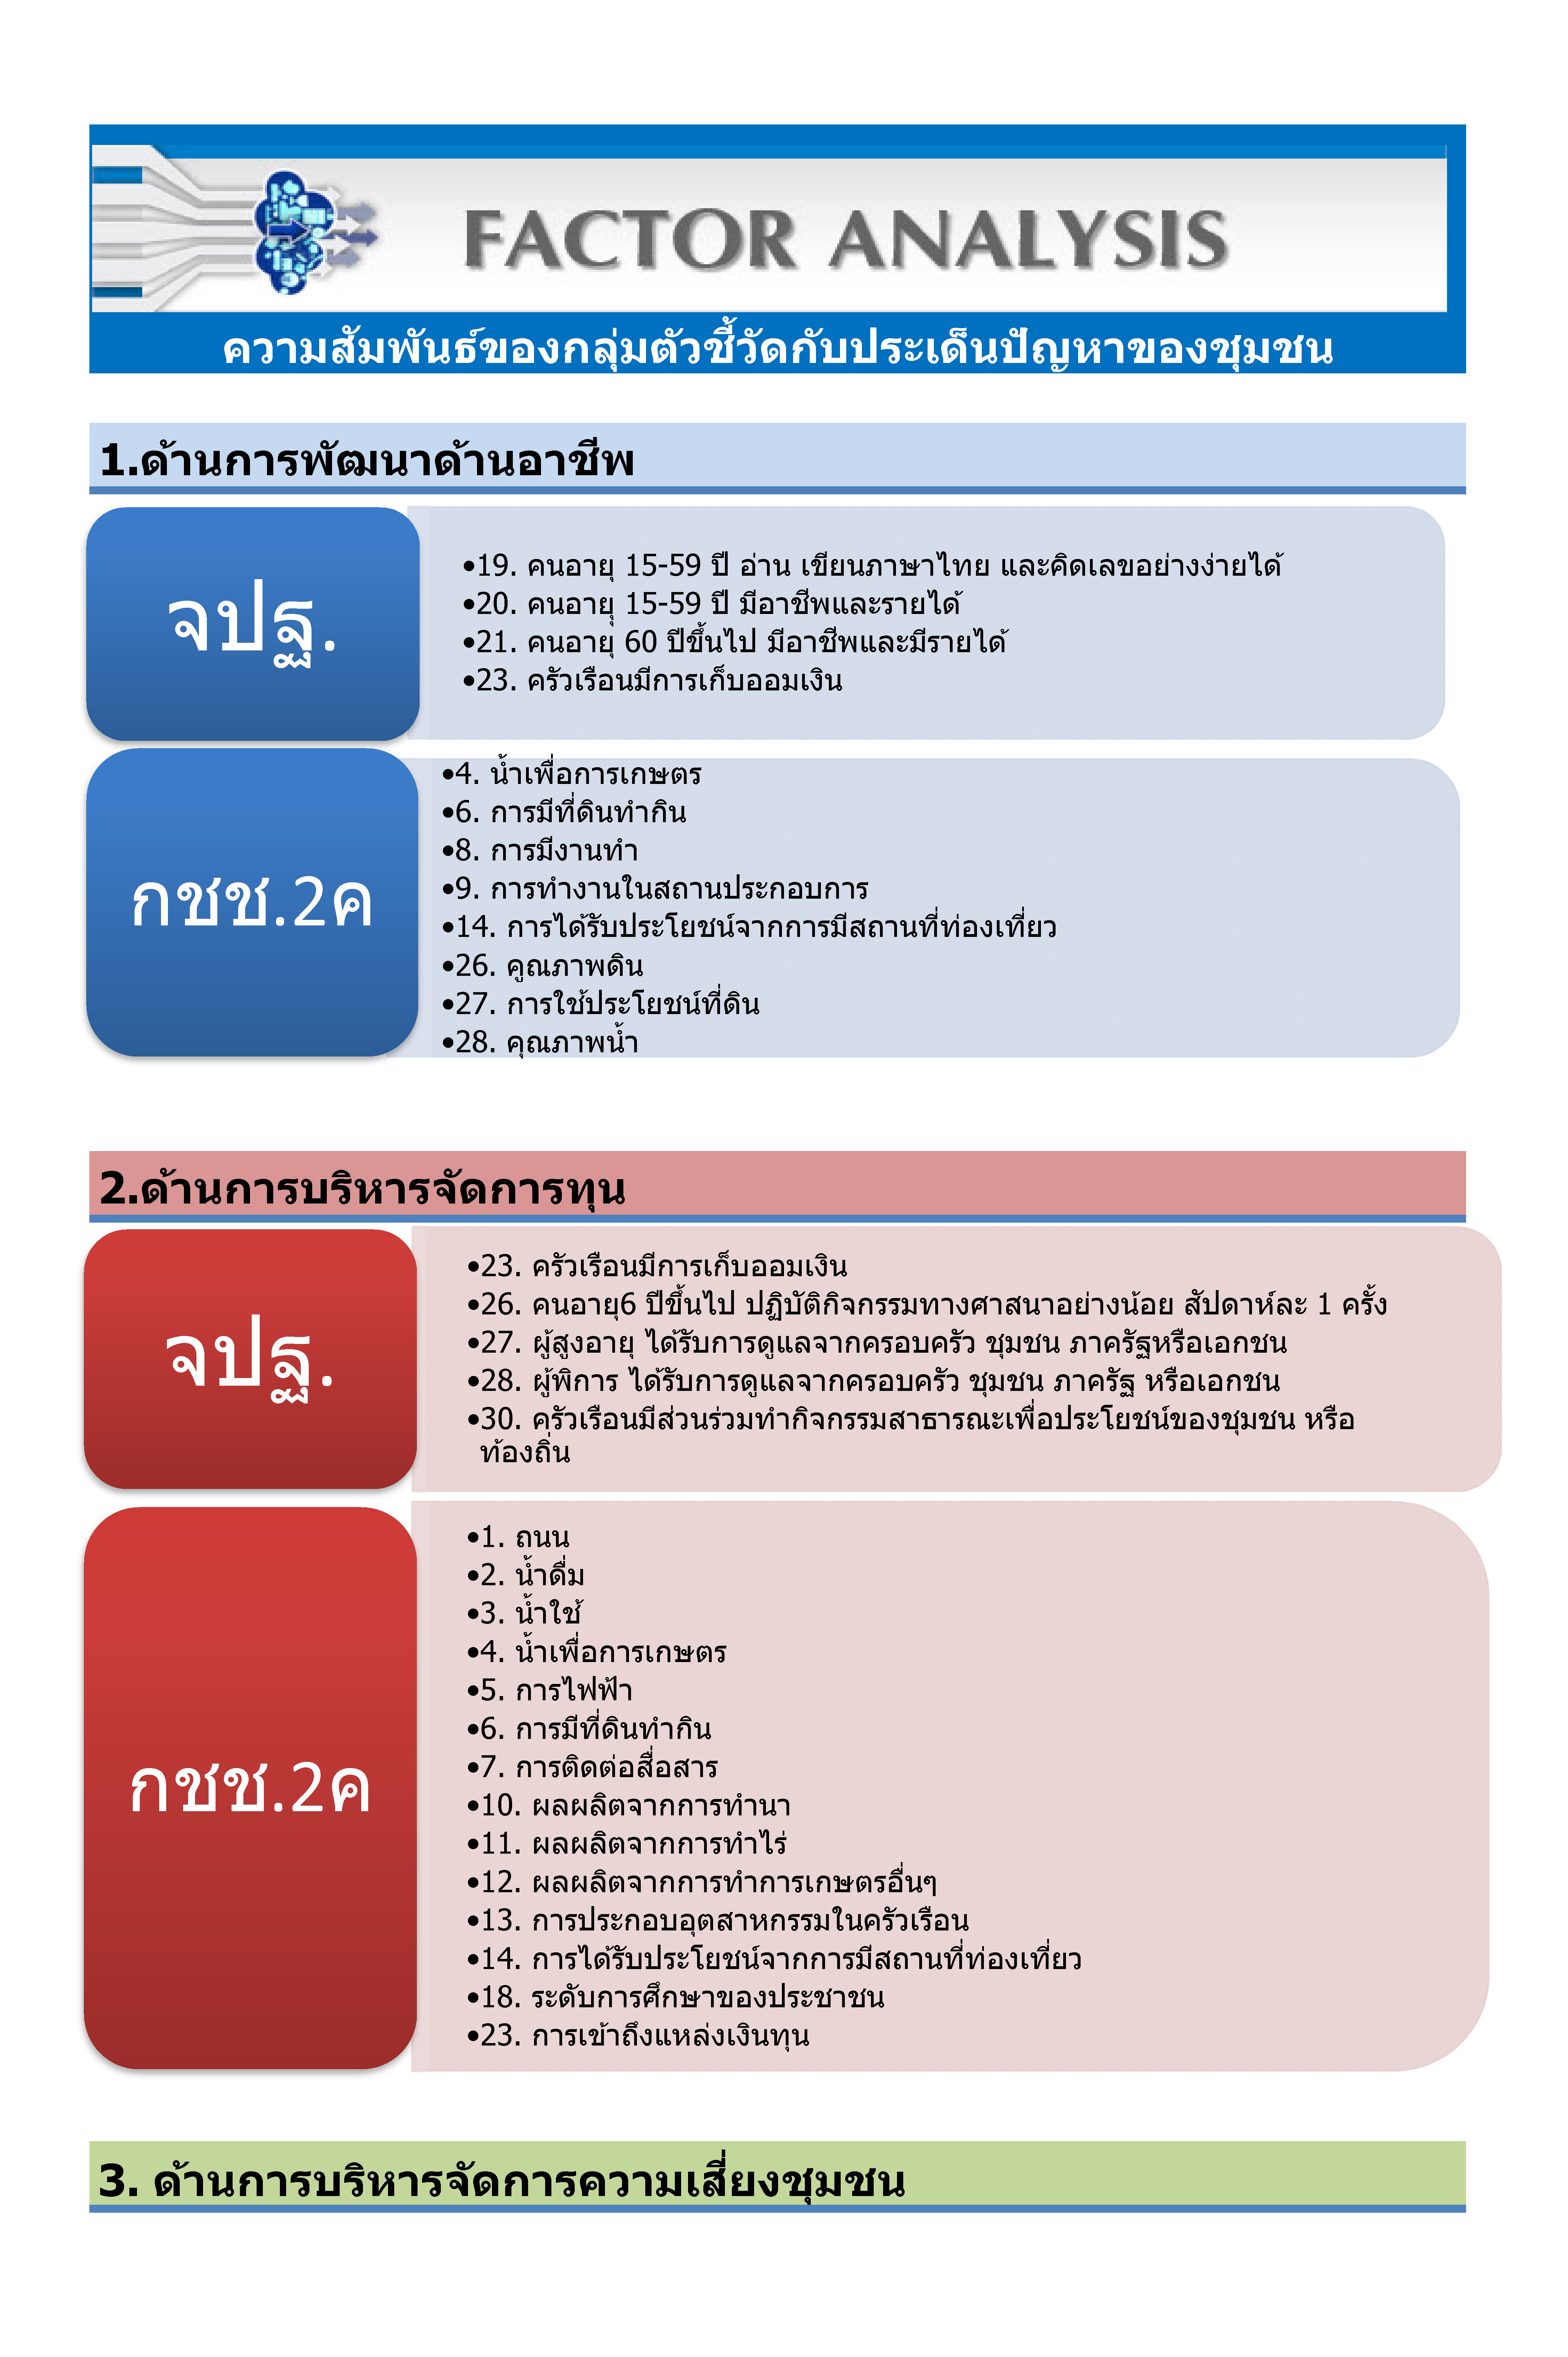 FACTOR ANALYSIS
ความสัมพันธ์ของกลุ่มตัวชี้วัดกับประเด็นปัญหาของชุมชน
1.ด้านการพัฒนาด้านอาชีพ
จปฐ.
•19. คนอายุ 15-59 ปี อ่าน เขียนภาษาไทย และคิดเลขอย่างง่ายได้
•20. คนอายุ 15-59 ปี มีอาชีพและรายได้
•21. คนอายุ 60 ปีขึ้นไป มีอาชีพและมีรายได้
•23. ครัวเรือนมีการเก็บออมเงิน
กชช.2ค
•4. น้ำเพื่อการเกษตร
•6. การมีที่ดินทำกิน
•8. การมีงานทำ
•9. การทำงานในสถานประกอบการ
•14. การได้รับประโยชน์จากการมีสถานที่ท่องเที่ยว
•26. คูณภาพดิน
•27. การใช้ประโยชน์ที่ดิน
•28. คุณภาพน้ำ
2.ด้านการบริหารจัดการทุน
จปฐ.
•23. ครัวเรือนมีการเก็บออมเงิน
•26. คนอายุ6 ปีขึ้นไป ปฏิบัติกิจกรรมทางศาสนาอย่างน้อย สัปดาห์ละ 1 ครั้ง
•27. ผู้สูงอายุ ได้รับการดูแลจากครอบครัว ชุมชน ภาครัฐหรือเอกชน
•28. ผู้พิการ ได้รับการดูแลจากครอบครัว ชุมชน ภาครัฐ หรือเอกชน
•30. ครัวเรือนมีส่วนร่วมทำกิจกรรมสาธารณะเพื่อประโยชน์ของชุมชน หรือ
ท้องถิ่น
กชช.2ค
•1. ถนน
•2. น้ำดื่ม
•3. น้ำใช้
•4. น้ำเพื่อการเกษตร
•5. การไฟฟ้า
•6. การมีที่ดินทำกิน
•7. การติดต่อสื่อสาร
•10. ผลผลิตจากการทำนา
•11. ผลผลิตจากการทำไร่
•12. ผลผลิตจากการทำการเกษตรอื่นๆ
•13. การประกอบอุตสาหกรรมในครัวเรือน
•14. การได้รับประโยชน์จากการมีสถานที่ท่องเที่ยว
•18. ระดับการศึกษาของประชาชน
•23. การเข้าถึงแหล่งเงินทุน
3. ด้านการบริหารจัดการความเสี่ยงชุมชน